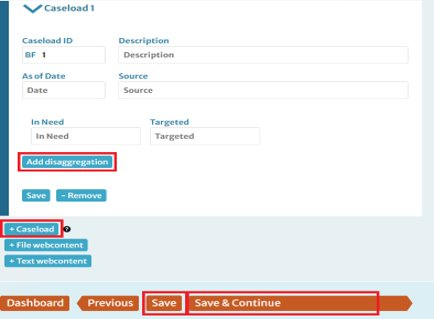 Caseload 1
Caseload ID Description
BF 1 Description
As of Date Source
Date Source
In Need Targeted
In Need Targeted
Add disaggregation
Save - Remove
+ Caseload ?
+ File webcontent
+ Text webcontent
Dashboard Previous Save Save & Continue